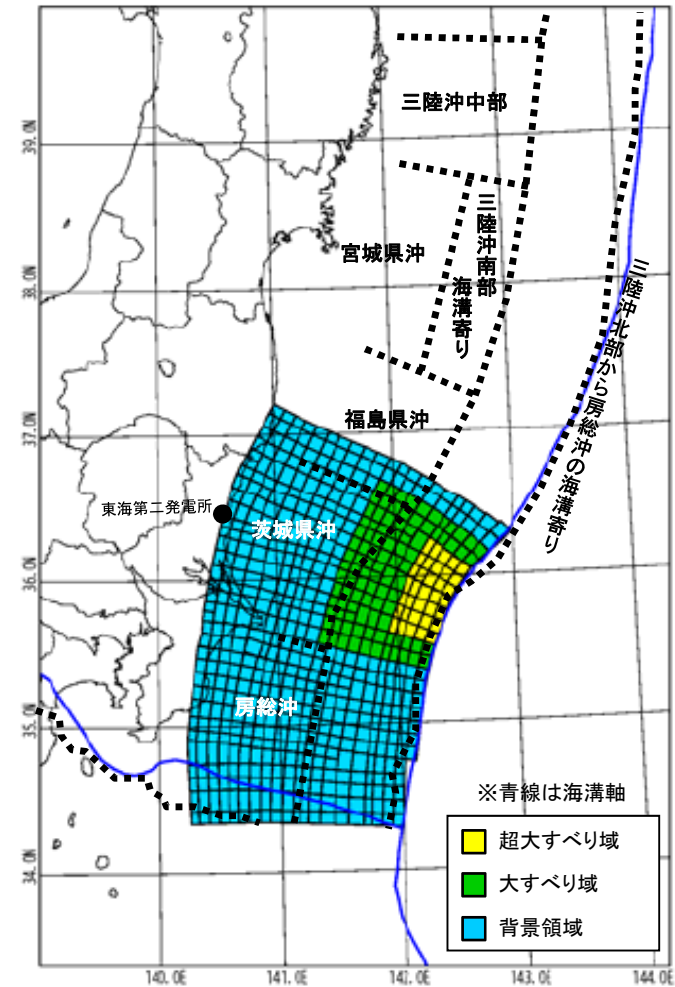 三陸沖中部
39.0N
三陸沖南部
海溝寄り
宮城県沖
38.0N
三陸沖北部から房総沖の海溝寄り
福島県沖
37.0N
東海第二発電所
茨城県沖
36.0N
房総沖
35.0N
※青線は海溝軸
超大すべり域
大すべり域
背景領域
34.0N
140.0E
141.0E
142.0E
143.0E
144.0E